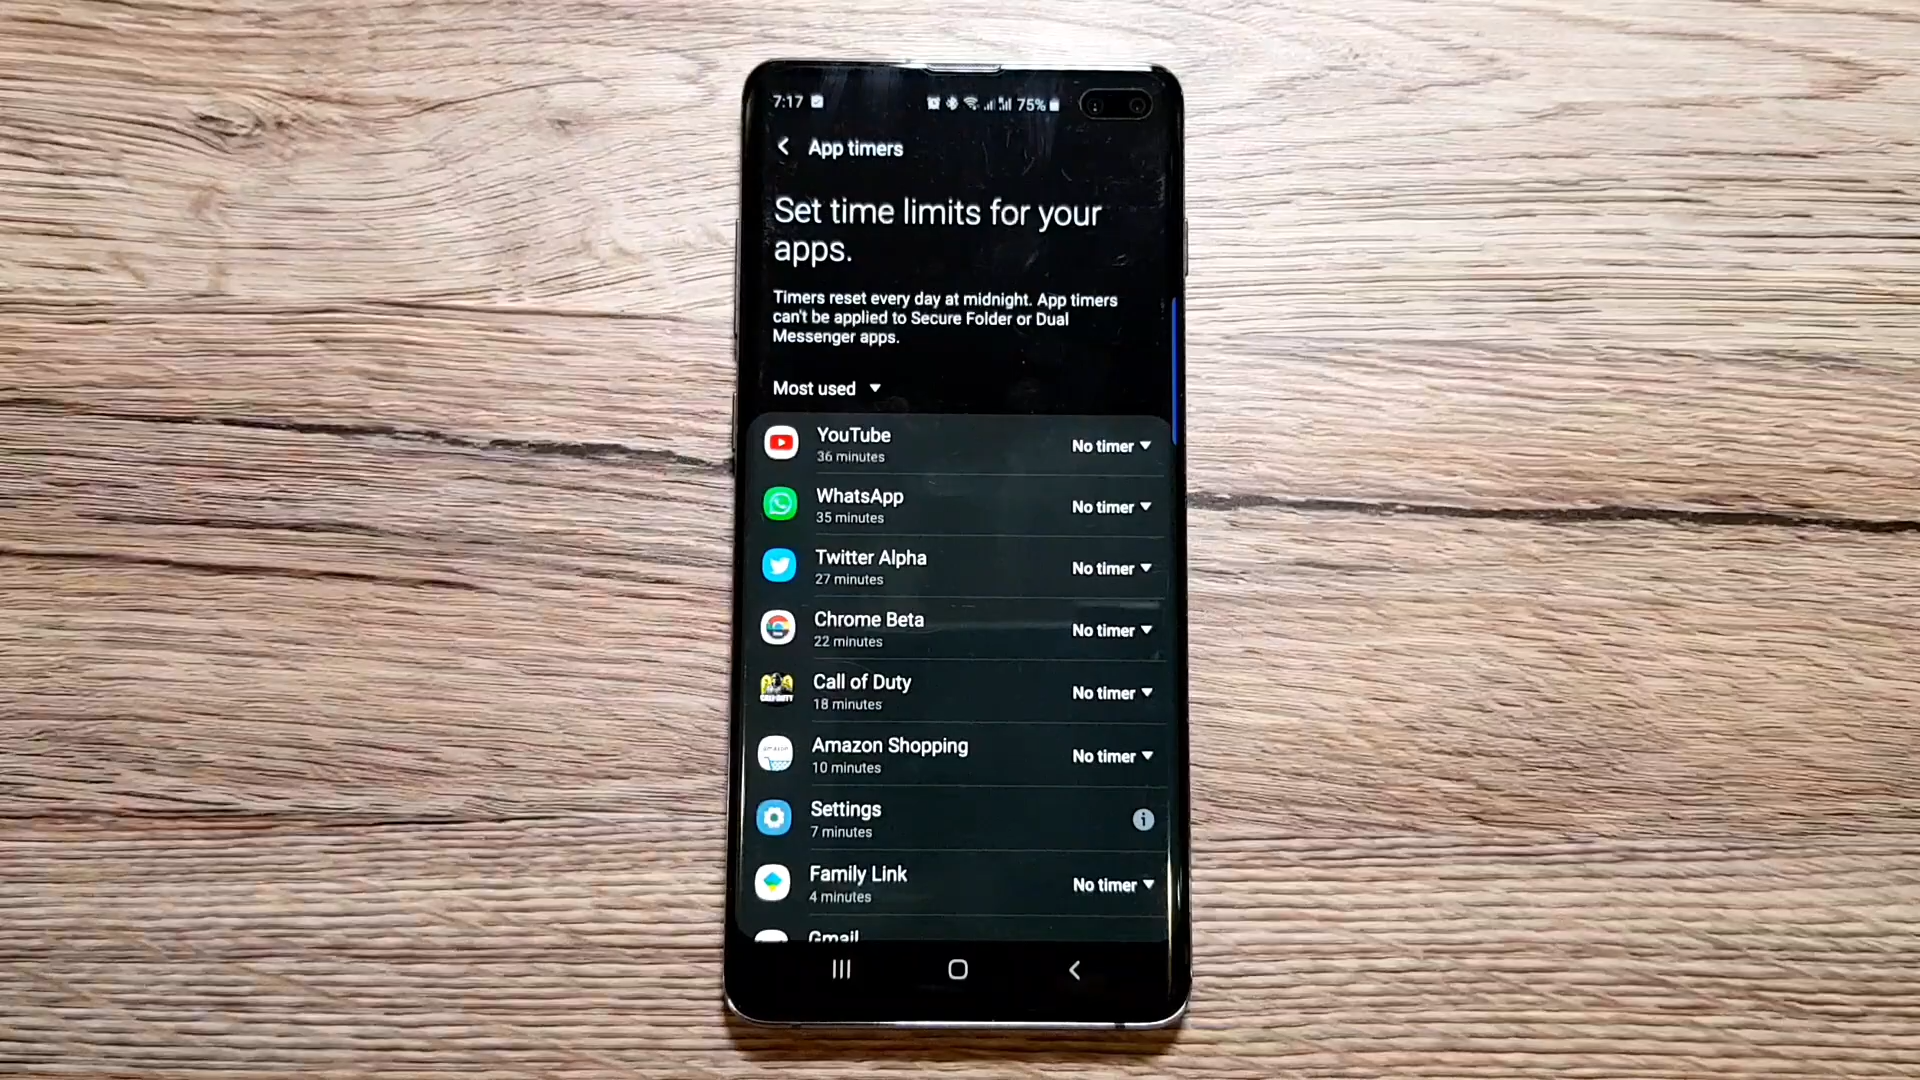 7:17 75%
App timers
Set time limits for your
apps.
Timers reset every day at midnight. App timers
can't be applied to Secure Folder or Dual
Messenger apps.
Most used
YouTube
36 minutes
No timer
WhatsApp
35 minutes
No timer
Twitter Alpha
27 minutes
No timer
Chrome Beta
22 minutes
No timer
Call of Duty
18 minutes
No timer
Amazon Shopping
10 minutes
No timer
Settings
7 minutes
Family Link
4 minutes
No timer
Gmail